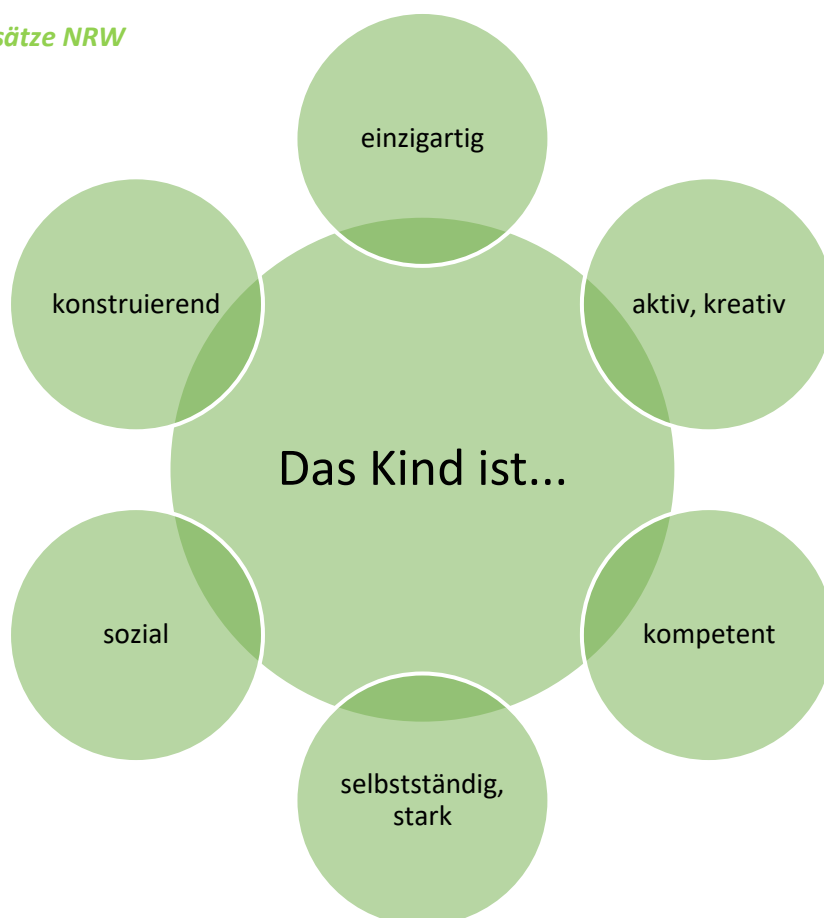 sätze NRW
einzigartig
konstruierend
aktiv, kreativ
Das Kind ist...
sozial
kompetent
selbstständig,
stark